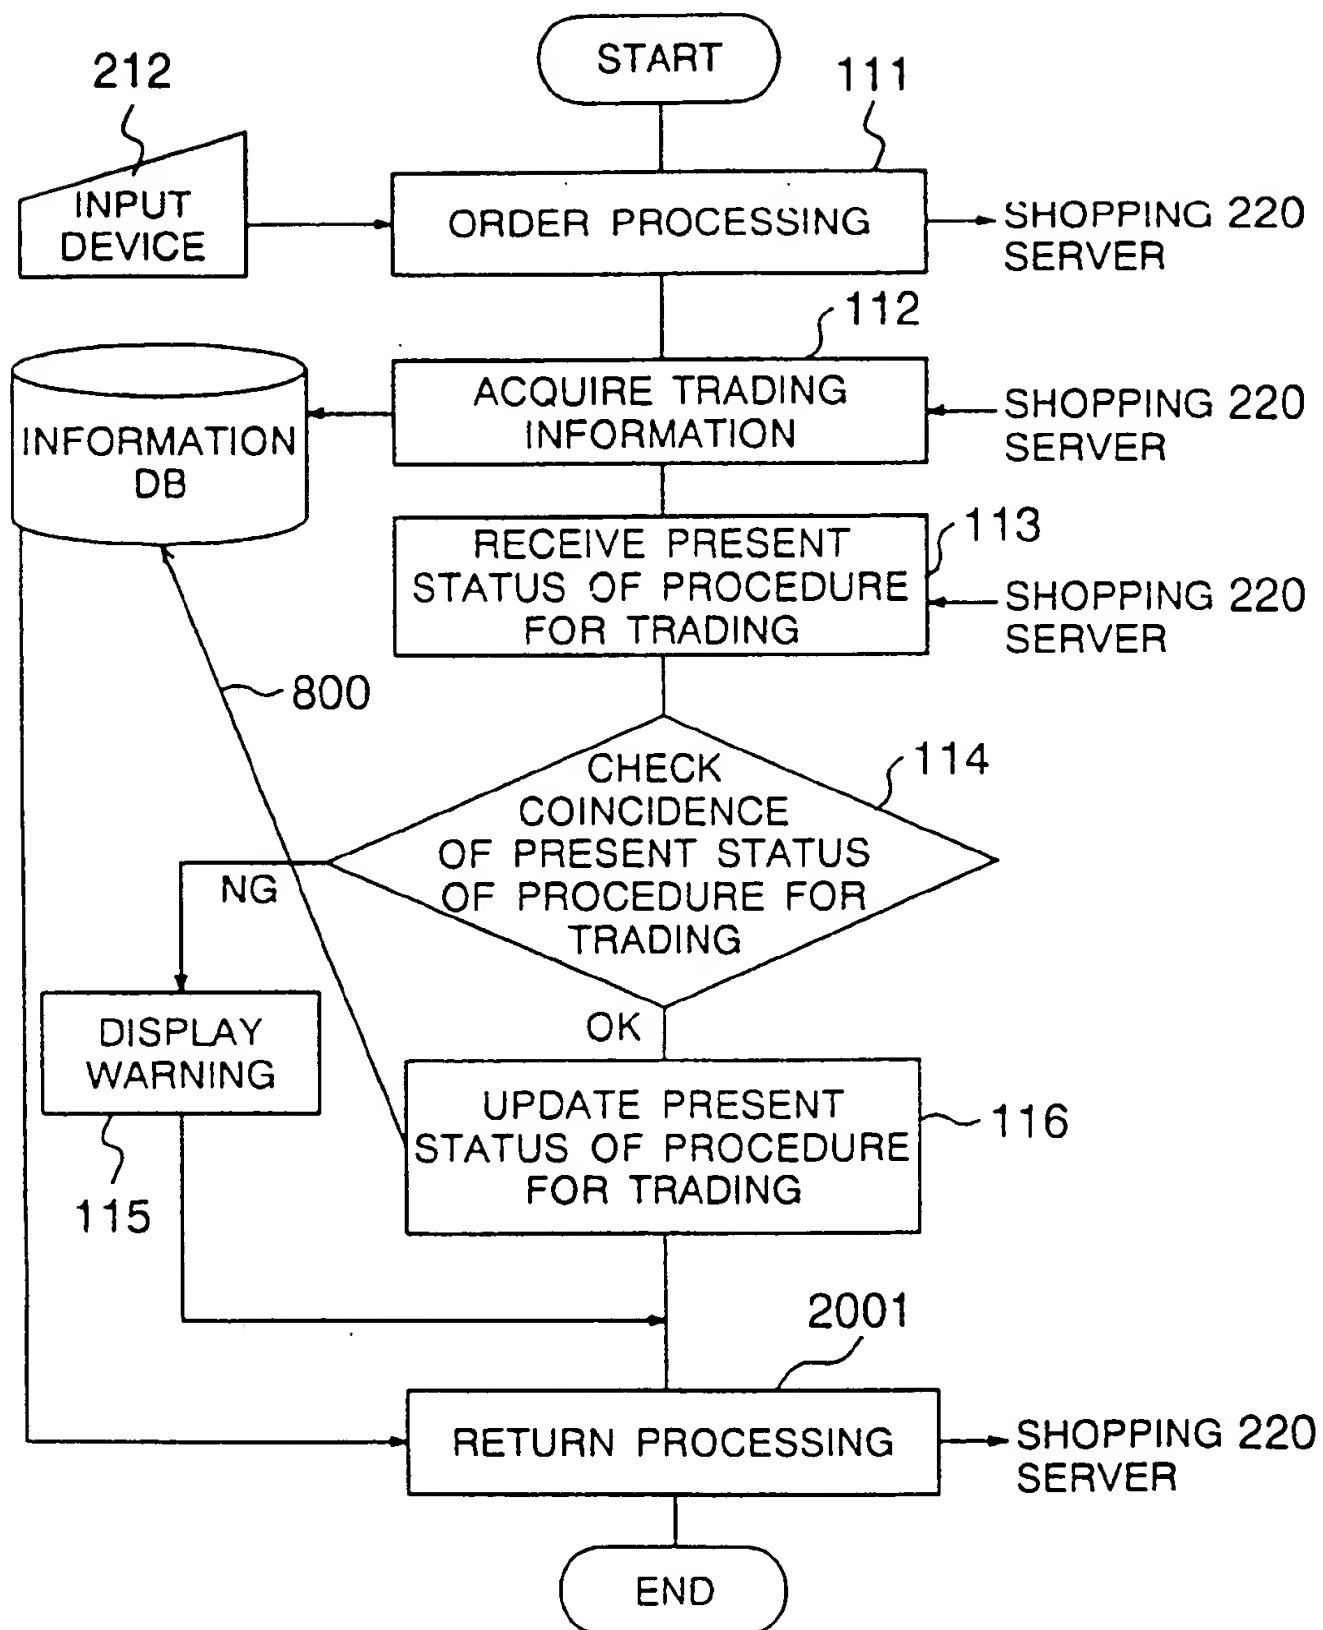 START
212
111
INPUT
DEVICE
ORDER PROCESSING
SHOPPING 220
SERVER
112
INFORMATION
DB
ACQUIRE TRADING
INFORMATION
SHOPPING 220
SERVER
113
RECEIVE PRESENT
STATUS OF PROCEDURE
FOR TRADING
SHOPPING 220
SERVER
800
114
CHECK
COINCIDENCE
OF PRESENT STATUS
OF PROCEDURE FOR
TRADING
NG
OK
DISPLAY
WARNING
115
UPDATE PRESENT
STATUS OF PROCEDURE
FOR TRADING
116
2001
RETURN PROCESSING
SHOPPING 220
SERVER
END